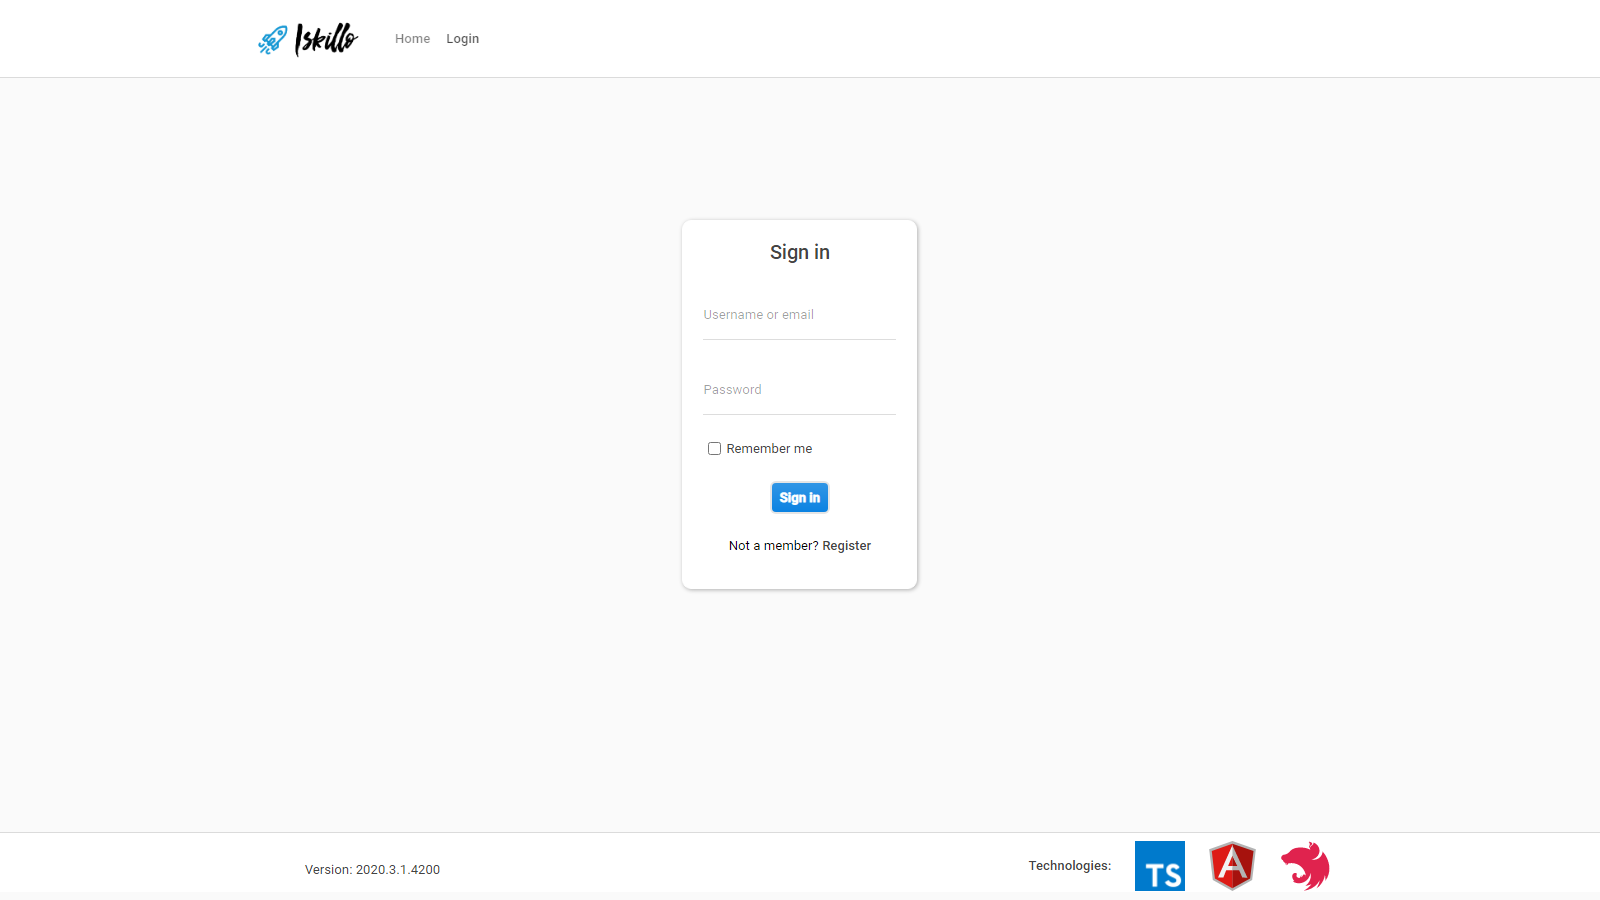 Iskillo
Home
Login
Sign in
Username or email
Password
Remember me
Sign in
Not a member? Register
Version: 2020.3.1.4200
Technologies:
TS
A